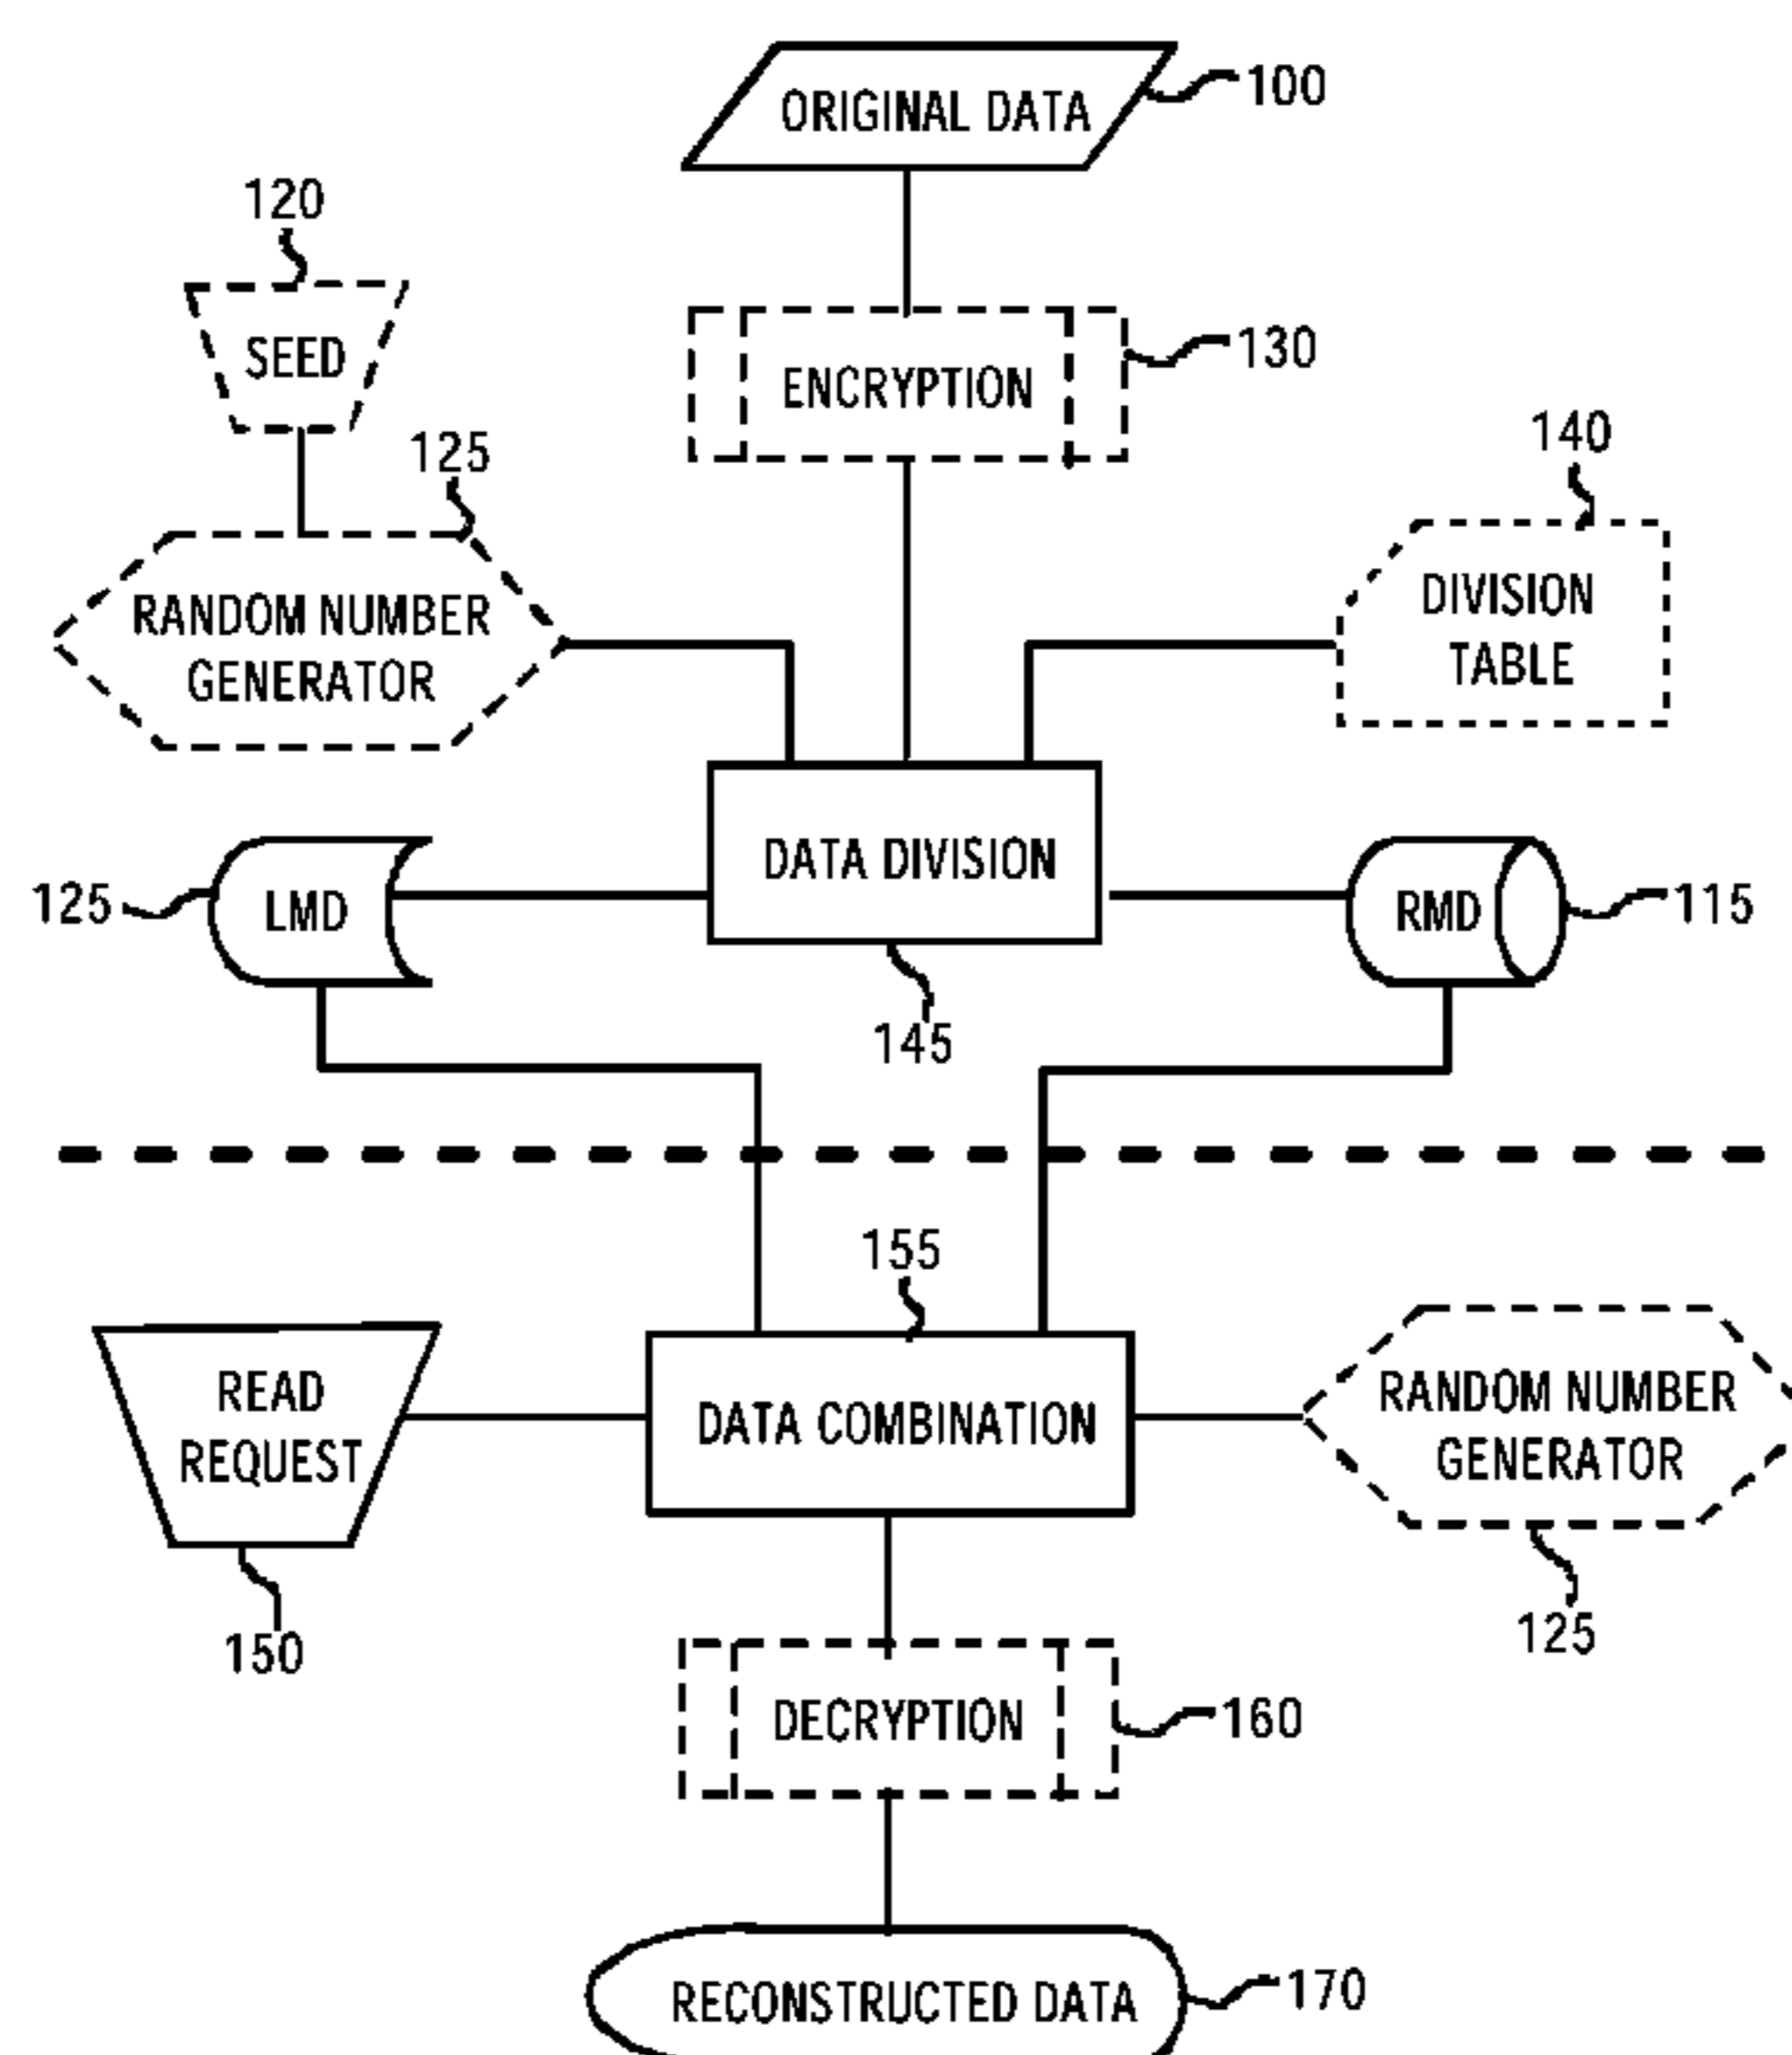 ORIGINAL DATA
100
120
SEED
ENCRYPTION
130
125
140
RANDOM NUMBER
GENERATOR
DIVISION
TABLE
DATA DIVISION
125
LMD
RMD
115
145
155
READ
REQUEST
DATA COMBINATION
RANDOM NUMBER
GENERATOR
150
125
DECRYPTION
160
RECONSTRUCTED DATA
170